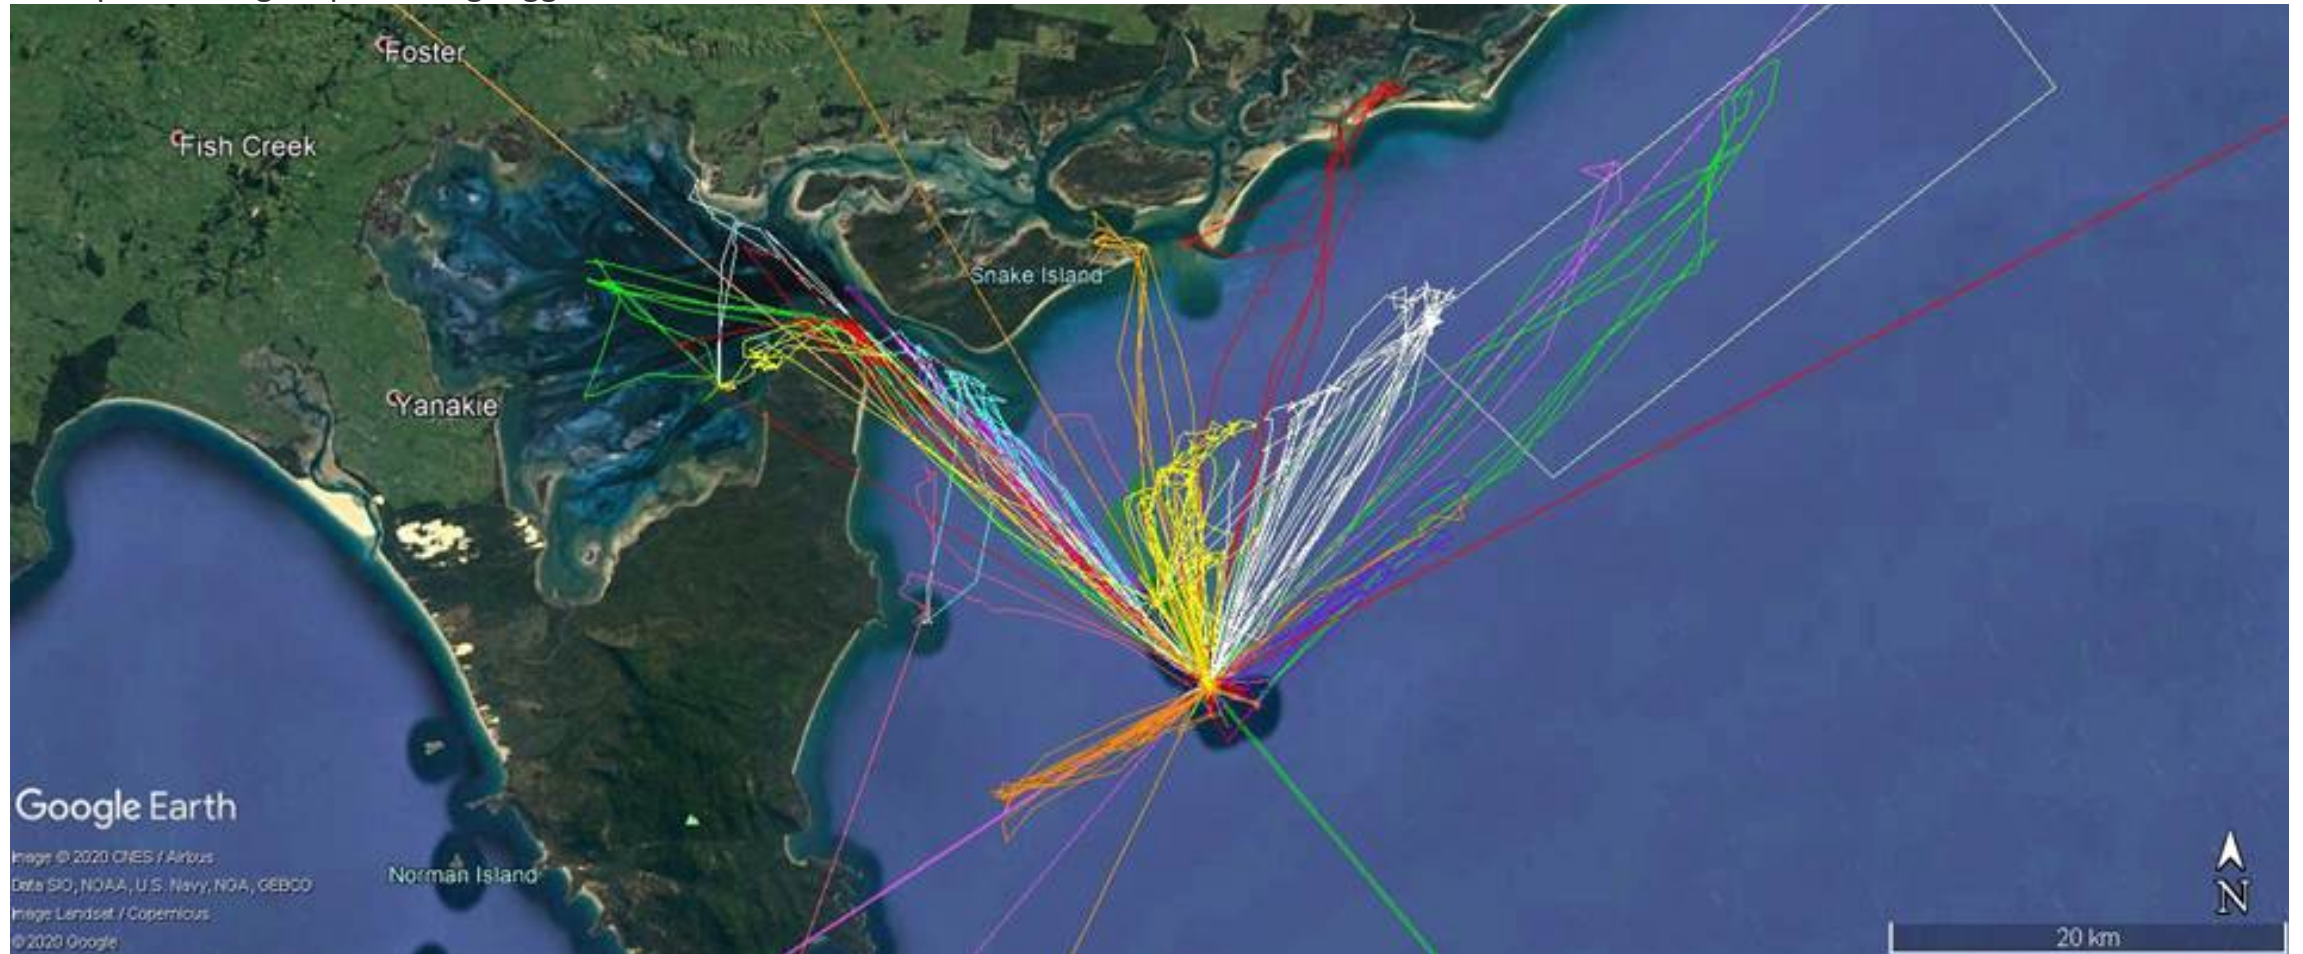 Foster
Fish Creek
Snake Island
Yanakie
Google Earth
Norman Island
Image © 2020 CNES / Airbus
Data SIO, NOAA, U.S. Navy, NGA, GEBCO
Image Landsat / Copernicus
© 2020 Google
N
20 km